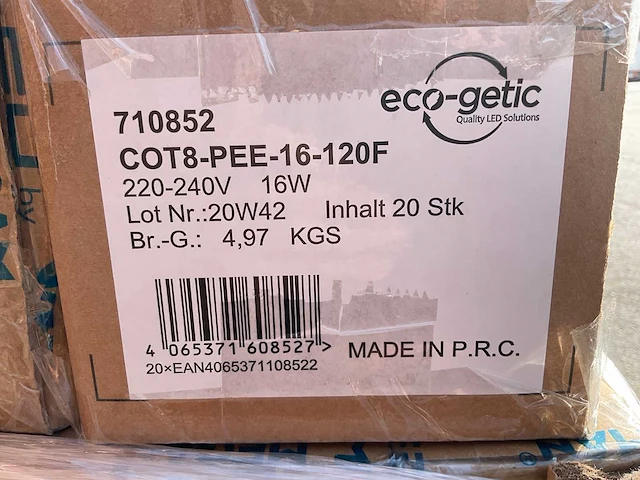 eco-getic
Quality LED Solutions
710852
COT8-PEE-16-120F
220-240V 16W
Lot Nr.:20W42 Inhalt 20 Stk
Br.-G.: 4,97 KGS
4 065371 608527>
MADE IN P.R.C.
20×EAN4065371108522
by